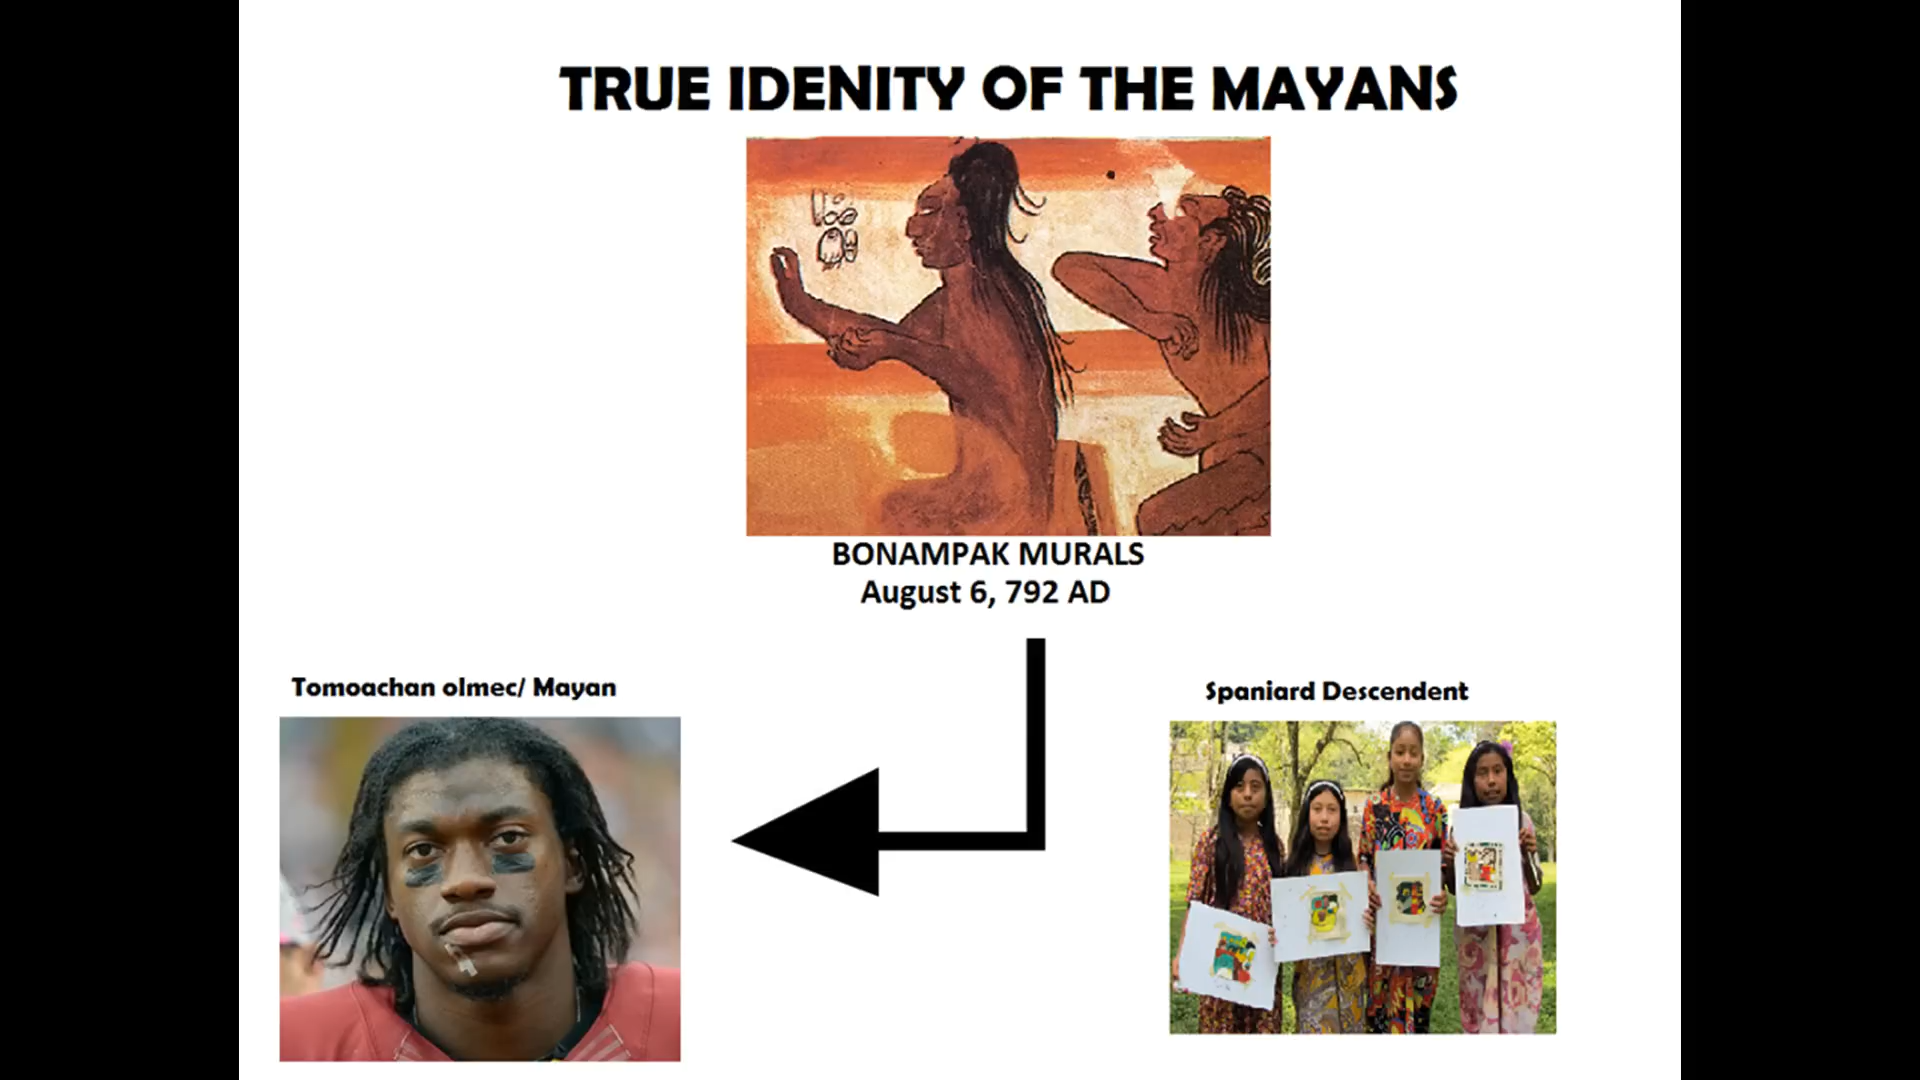 TRUE IDENITY OF THE MAYANS
BONAMPAK MURALS
August 6, 792 AD
Tomoachan olmec/ Mayan
Spaniard Descendent